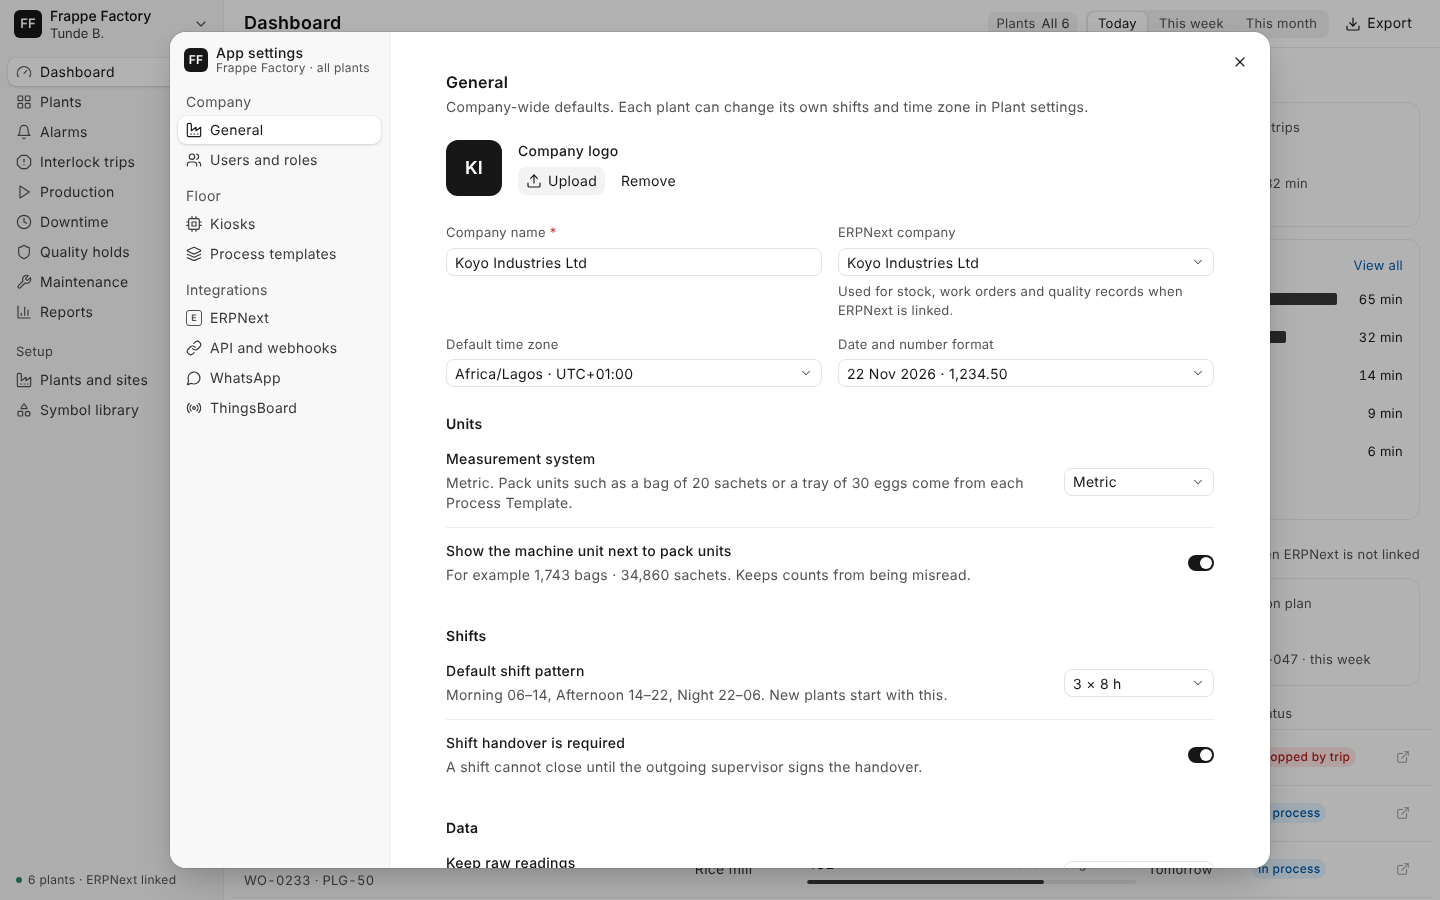 FF
Frappe Factory
Tunde B.
Dashboard
Plants All 6
Today
This week
This month
Export
Dashboard
Plants
Alarms
Interlock trips
Production
Downtime
Quality holds
Maintenance
Reports
Setup
Plants and sites
Symbol library
6 plants · ERPNext linked
FF
App settings
Frappe Factory · all plants
Company
General
Users and roles
Floor
Kiosks
Process templates
Integrations
E
ERPNext
API and webhooks
WhatsApp
ThingsBoard
General
Company-wide defaults. Each plant can change its own shifts and time zone in Plant settings.
KI
Company logo
Upload
Remove
Company name *
Koyo Industries Ltd
ERPNext company
Koyo Industries Ltd
Used for stock, work orders and quality records when
ERPNext is linked.
Default time zone
Africa/Lagos · UTC+01:00
Date and number format
22 Nov 2026 · 1,234.50
Units
Measurement system
Metric. Pack units such as a bag of 20 sachets or a tray of 30 eggs come from each
Process Template.
Metric
Show the machine unit next to pack units
For example 1,743 bags · 34,860 sachets. Keeps counts from being misread.
Shifts
Default shift pattern
Morning 06–14, Afternoon 14–22, Night 22–06. New plants start with this.
3 × 8 h
Shift handover is required
A shift cannot close until the outgoing supervisor signs the handover.
Data
Keep raw readings
trips
32 min
View all
65 min
32 min
14 min
9 min
6 min
ERPNext is not linked
plan
-047 · this week
by trip
process
In process
WO-0233 · PLG-50
Rice mill
Tomorrow